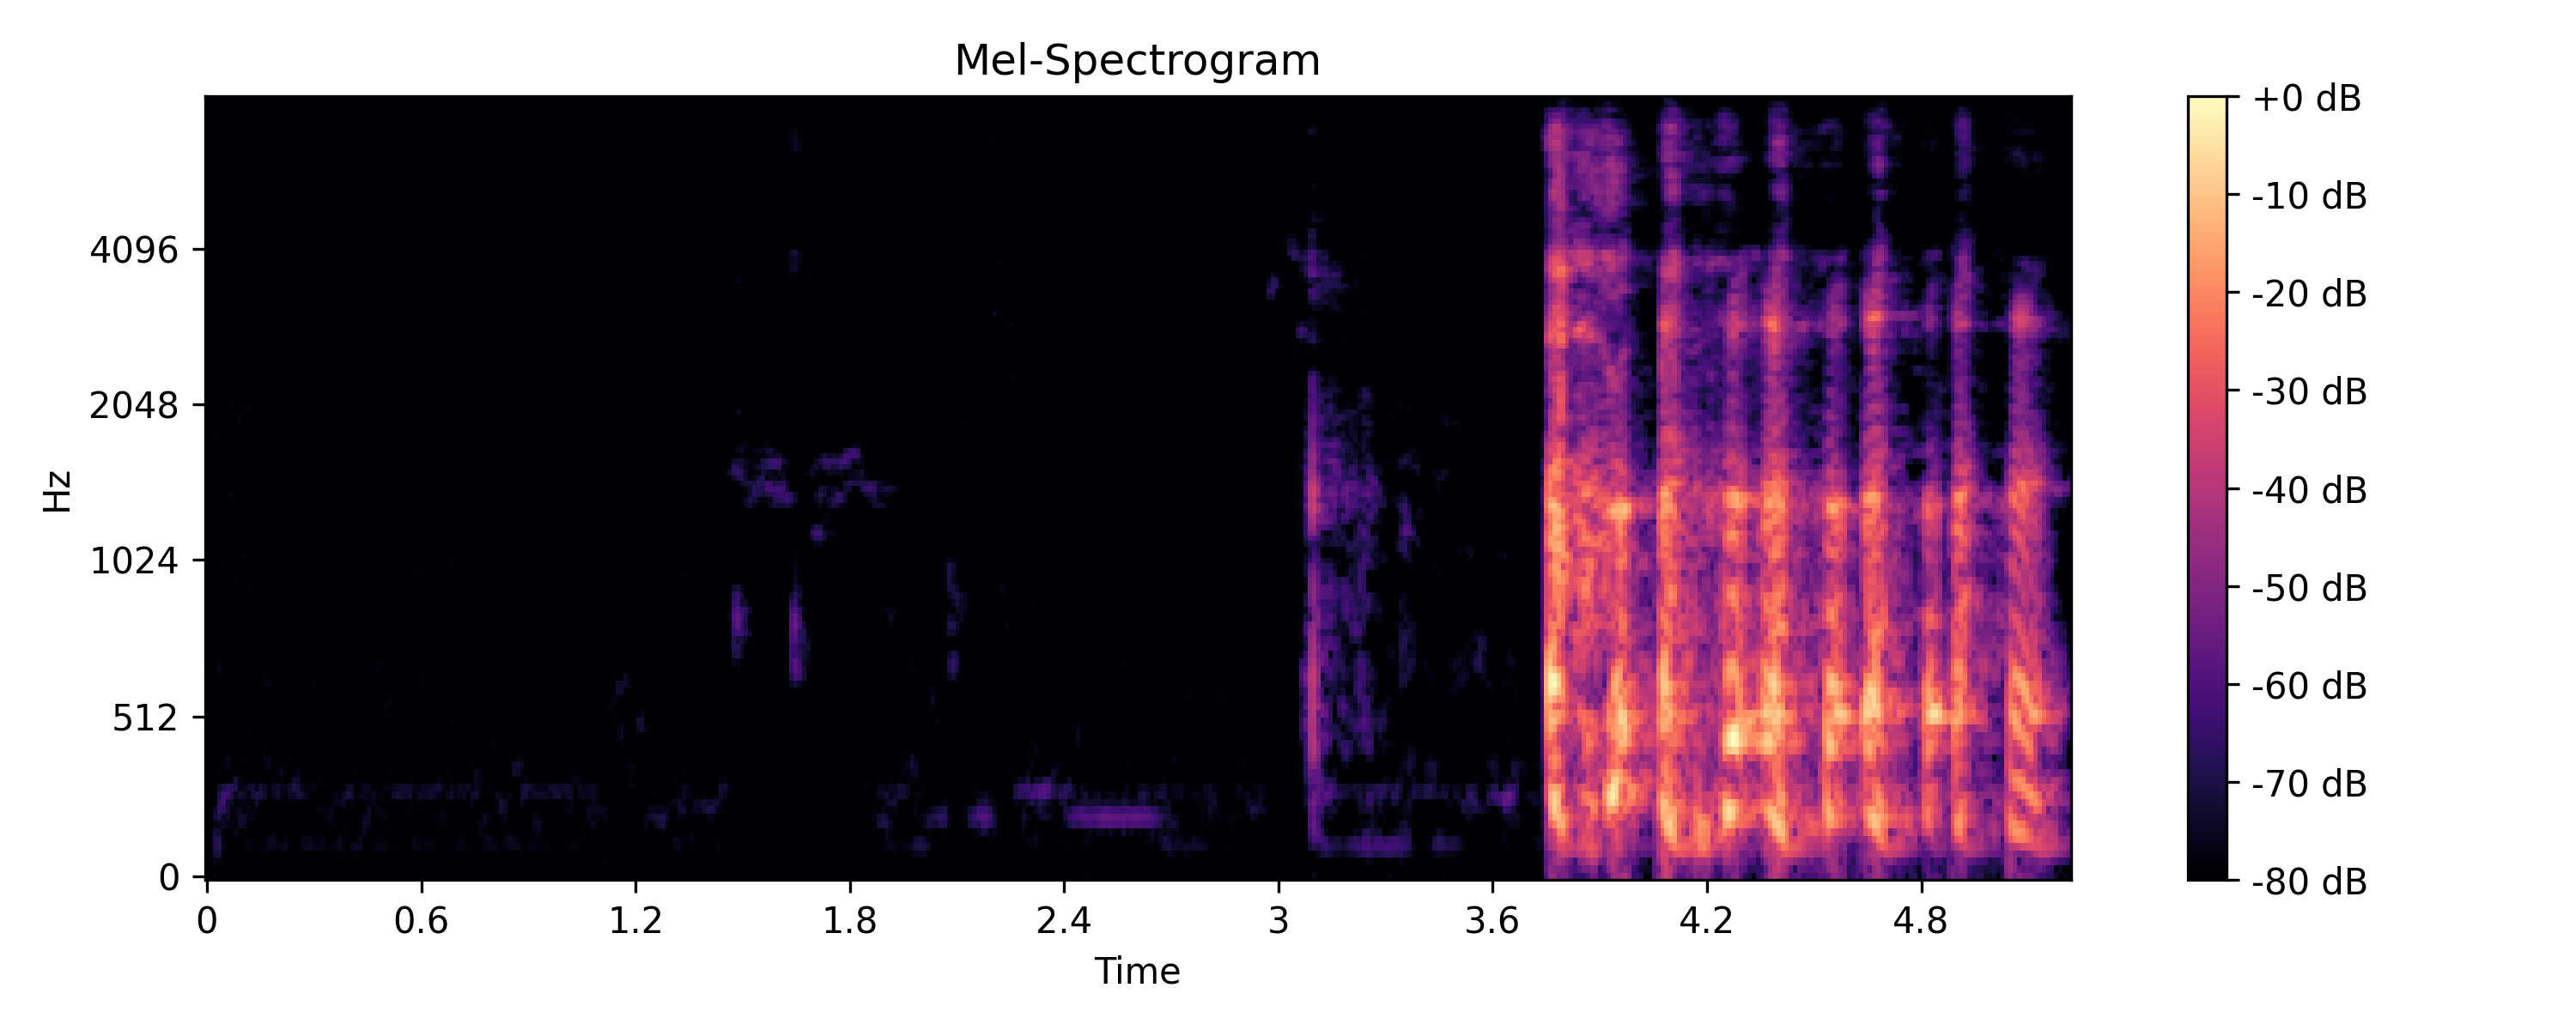 Mel-Spectrogram
Hz
4096
2048
1024
512
0
0 0.6 1.2 1.8 2.4 3 3.6 4.2 4.8
Time
+0 dB
-10 dB
-20 dB
-30 dB
-40 dB
-50 dB
-60 dB
-70 dB
-80 dB